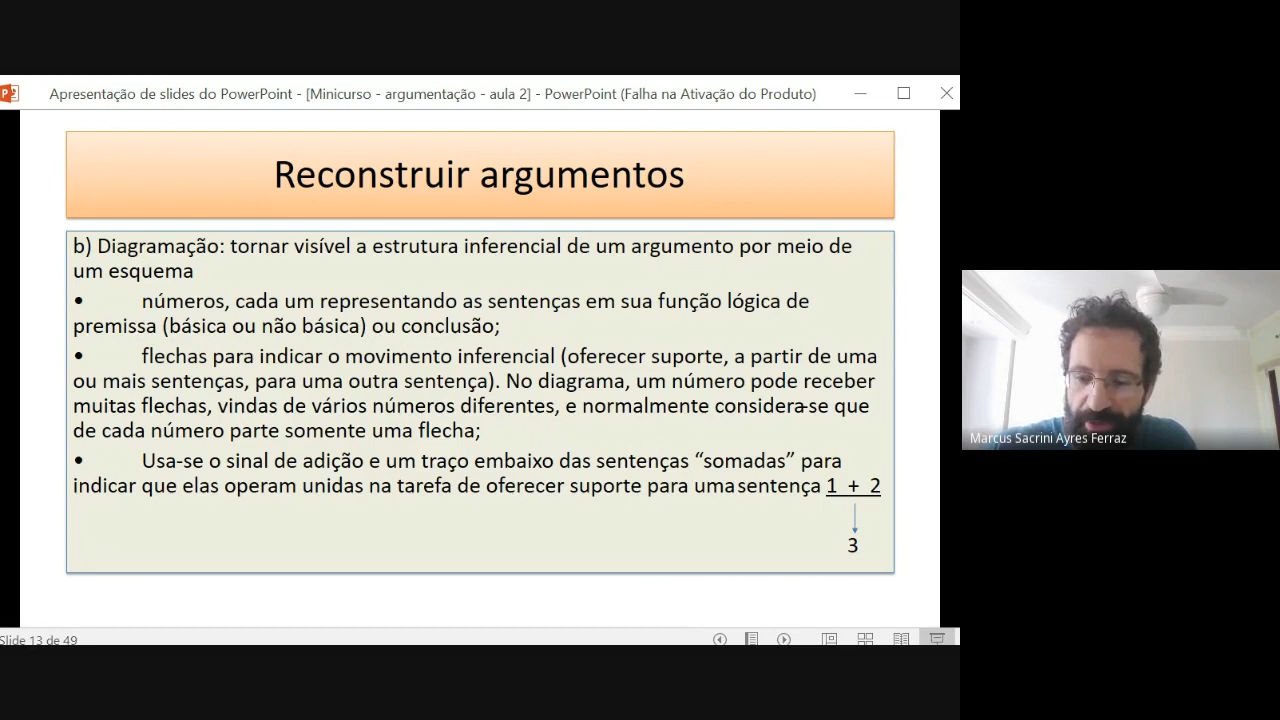 Apresentação de slides do PowerPoint - [Minicurso - argumentação - aula 2] - PowerPoint (Falha na Ativação do Produto)
Reconstruir argumentos
b) Diagramação: tornar visível a estrutura inferencial de um argumento por meio de
um esquema
• números, cada um representando as sentenças em sua função lógica de
premissa (básica ou não básica) ou conclusão;
• flechas para indicar o movimento inferencial (oferecer suporte, a partir de uma
ou mais sentenças, para uma outra sentença). No diagrama, um número pode receber
muitas flechas, vindas de vários números diferentes, e normalmente considera-se que
de cada número parte somente uma flecha;
• Usa-se o sinal de adição e um traço embaixo das sentenças “somadas” para
indicar que elas operam unidas na tarefa de oferecer suporte para uma sentença 1 + 2
3
Slide 13 de 49
Marcus Sacrini Ayres Ferraz